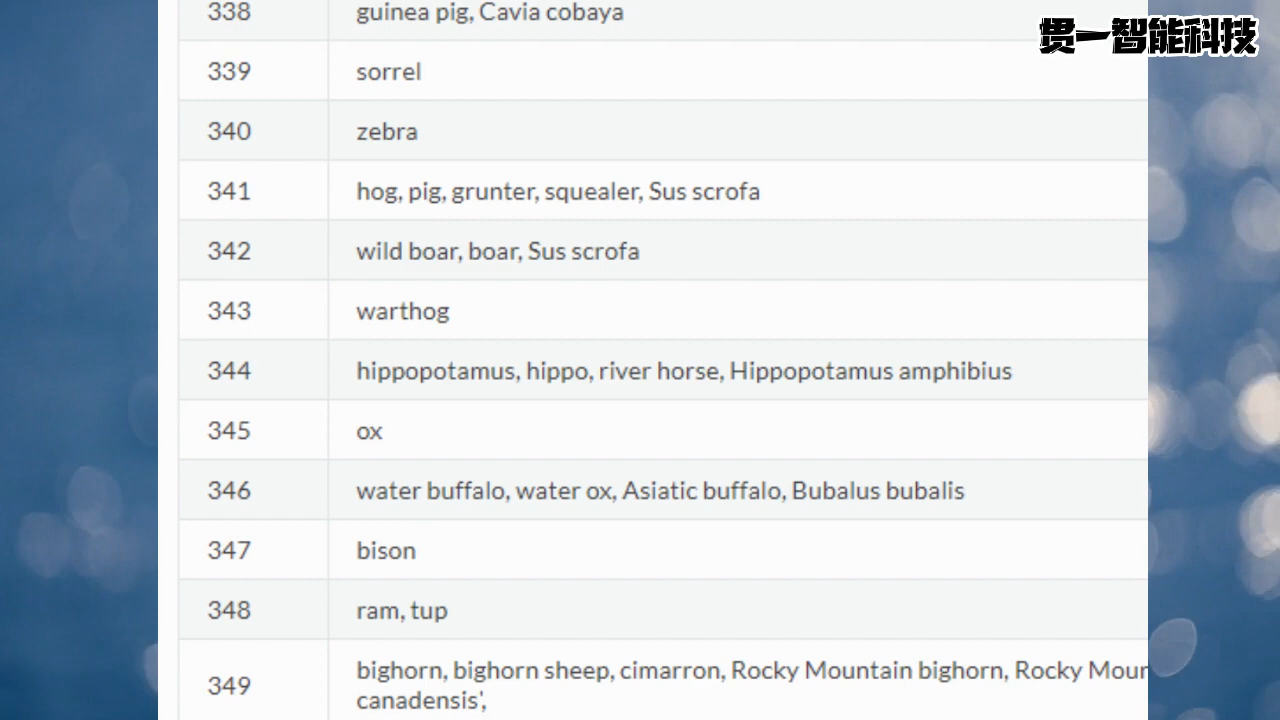 贯一智能科技
338 guinea pig, Cavia cobaya
339 sorrel
340 zebra
341 hog, pig, grunter, squealer, Sus scrofa
342 wild boar, boar, Sus scrofa
343 warthog
344 hippopotamus, hippo, river horse, Hippopotamus amphibius
345 ox
346 water buffalo, water ox, Asiatic buffalo, Bubalus bubalis
347 bison
348 ram, tup
349 bighorn, bighorn sheep, cimarron, Rocky Mountain bighorn, Rocky
canadensis',